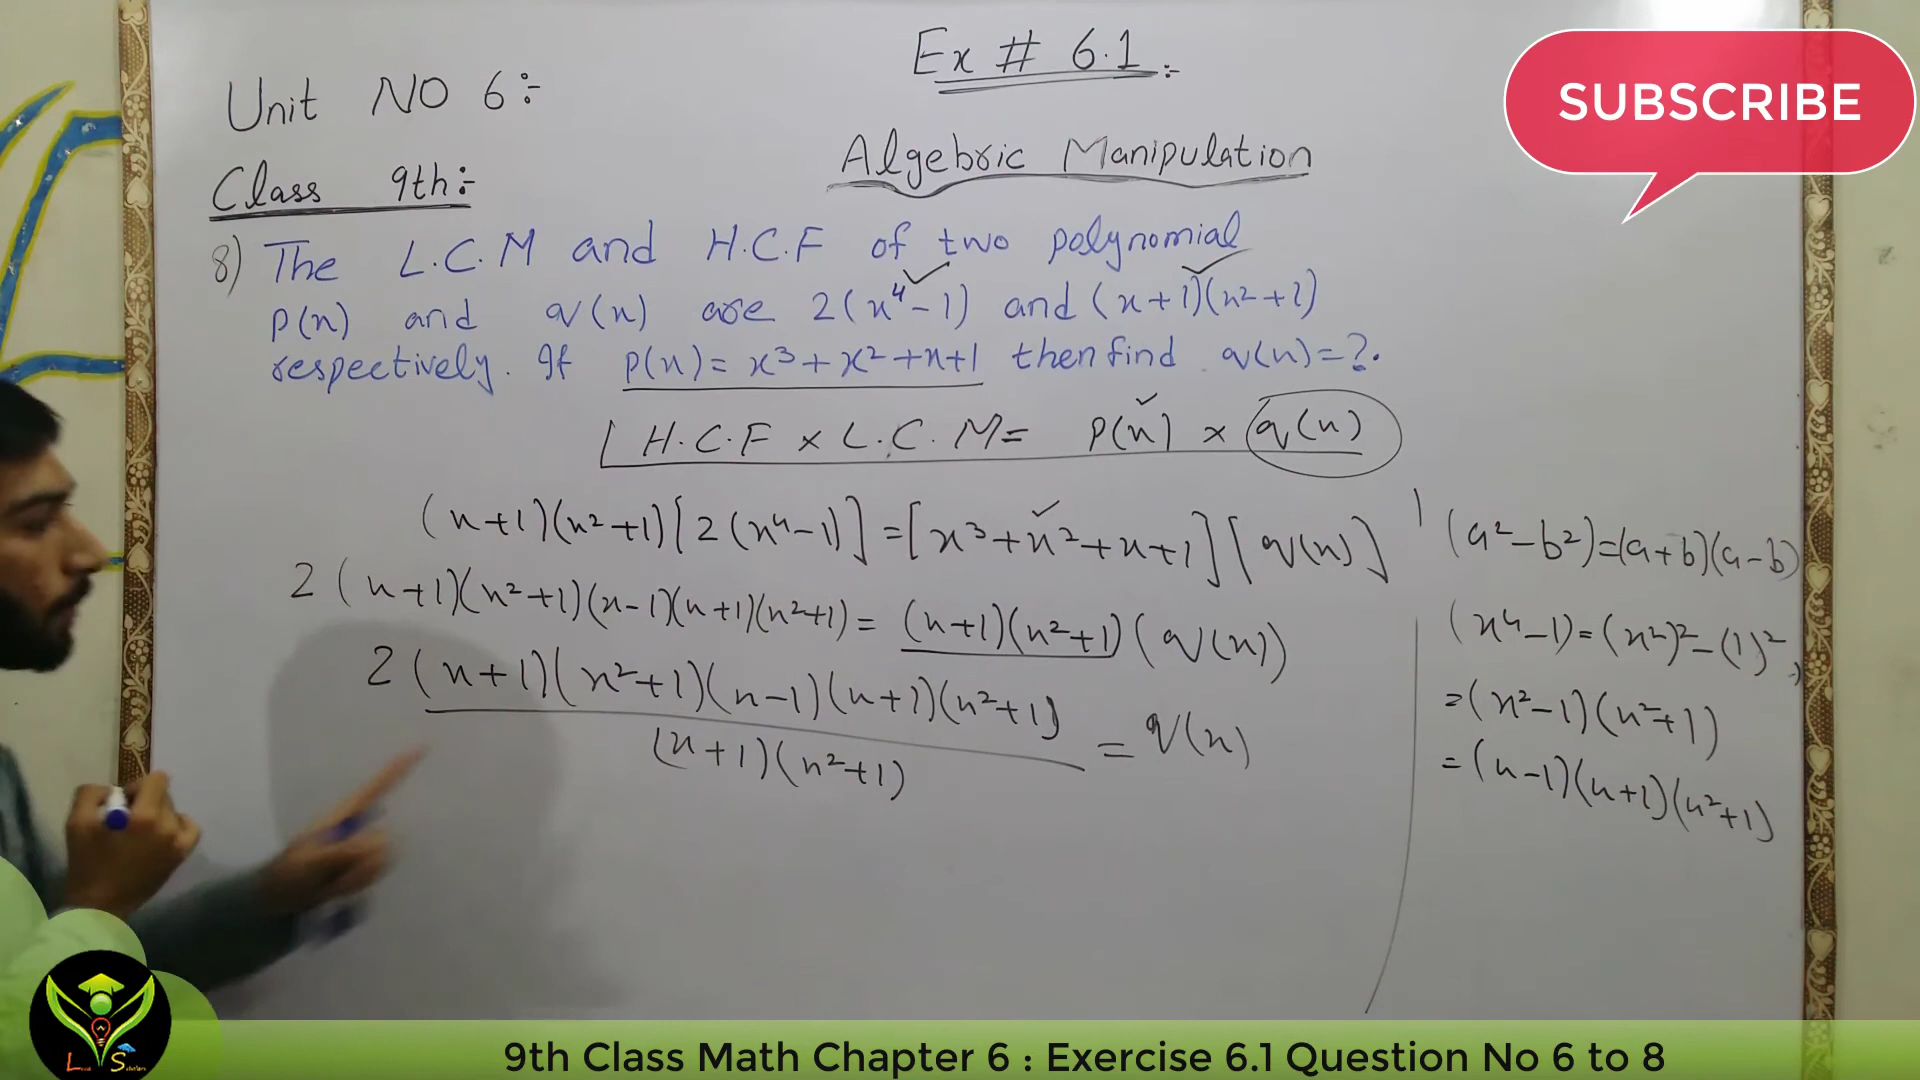 Ex # 6.1 :-
SUBSCRIBE
Unit NO 6 :-
Algebric Manipulation
Class 9th :-
8) The L.C.M and H.C.F of two polynomial
p(x) and q(x) are 2(x⁴-1) and (x+1)(x²+1)
respectively. If p(x) = x³+x²+x+1 then find q(x)=?.
H.C.F × L.C.M = p(x) × q(x)
(x+1)(x²+1)[2(x⁴-1)] = [x³+x²+x+1][q(x)]
2(x+1)(x²+1)(x-1)(x+1)(x²+1) = (x+1)(x²+1)(q(x))
2(x+1)(x²+1)(x-1)(x+1)(x²+1)
(x+1)(x²+1)
= q(x)
(a²-b²)=(a+b)(a-b)
(x⁴-1)=(x²)²-(1)²
=(x²-1)(x²+1)
=(x-1)(x+1)(x²+1)
9th Class Math Chapter 6 : Exercise 6.1 Question No 6 to 8